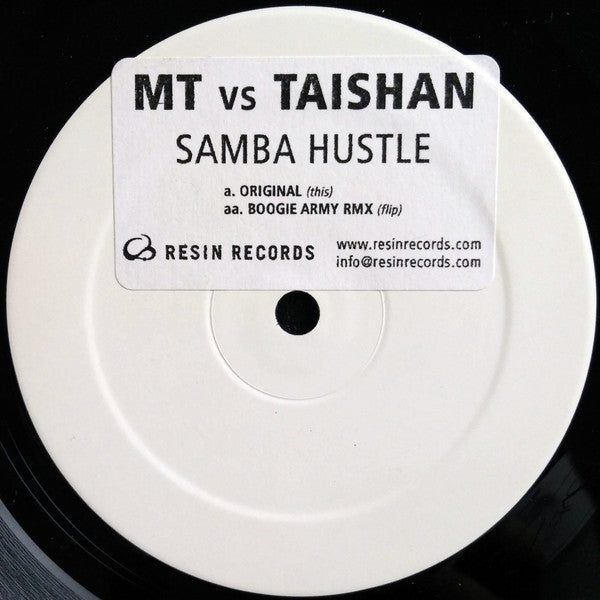 MT vs TAISHAN
SAMBA HUSTLE
a. ORIGINAL (this)
aa. BOOGIE ARMY RMX (flip)
RESIN RECORDS
www.resinrecords.com
info@resinrecords.com